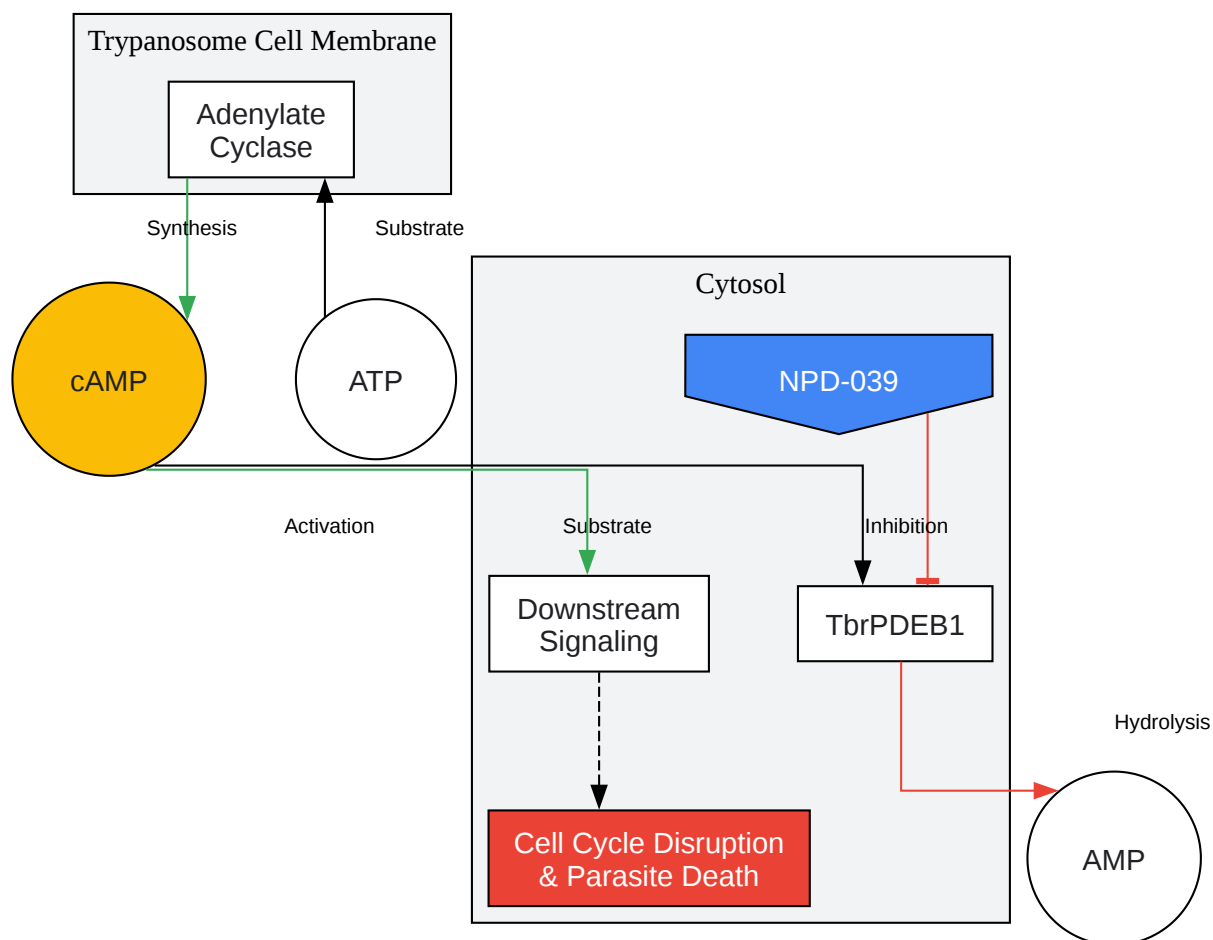 Trypanosome Cell Membrane
Adenylate
Cyclase
Synthesis
Substrate
Cytosol
cAMP
ATP
NPD-039
Activation
Substrate
Inhibition
Downstream
Signaling
TbrPDEB1
Hydrolysis
Cell Cycle Disruption
& Parasite Death
AMP